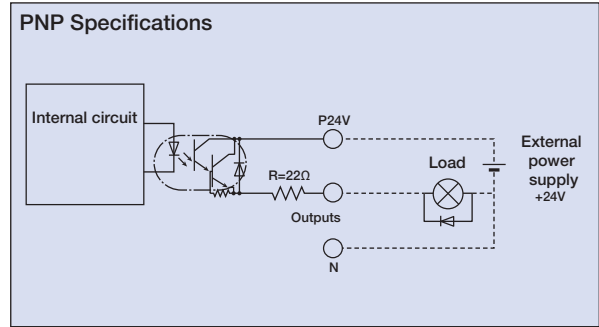 PNP Specifications
Internal circuit
P24V
External
power
supply
+24V
Load
R=22Ω
Outputs
N